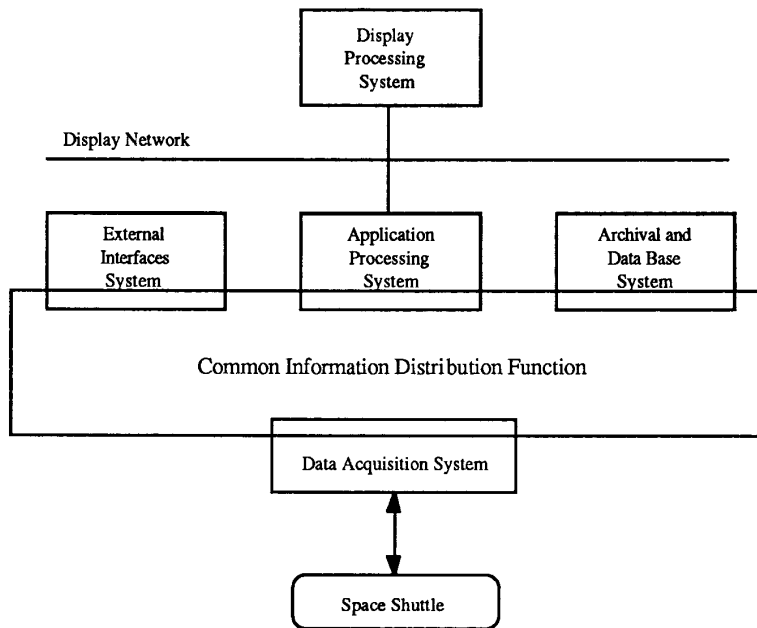 Display
Processing
System
Display Network
External
Interfaces
System
Application
Processing
System
Archival and
Data Base
System
Common Information Distribution Function
Data Acquisition System
Space Shuttle